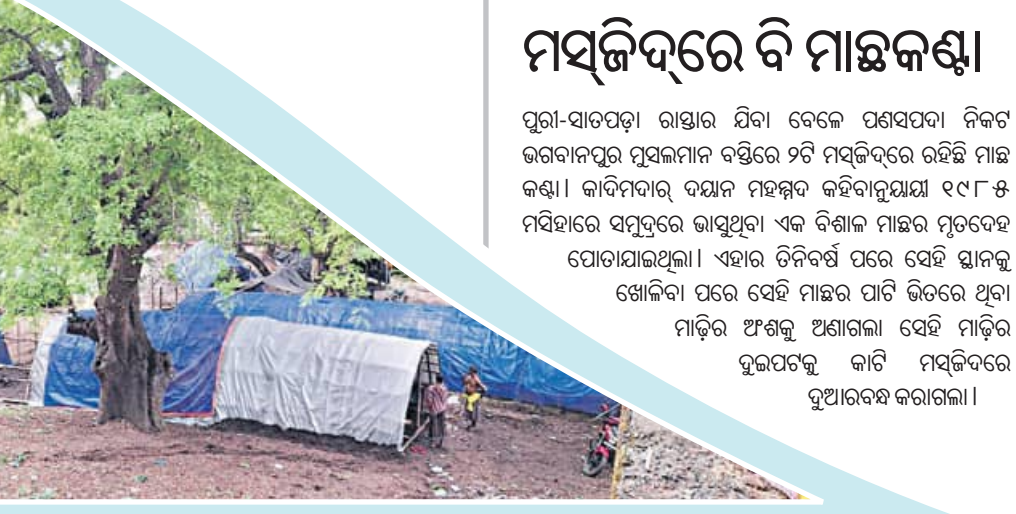 ମସ୍‌ଜିଦ୍‌ରେ ବି ମାଛକଣ୍ଟା
ପୁରୀ-ସାତପଡ଼ା ରାସ୍ତାର ଯିବା ବେଳେ ପଣସପଦା ନିକଟ
ଭଗବାନପୁର ମୁସଲମାନ ବସ୍ତିରେ ୨ଟି ମସ୍‌ଜିଦ୍‌ରେ ରହିଛି ମାଛ
କଣ୍ଟା। କାଦିମଦାର୍ ଦୟାନ ମହମ୍ମଦ କହିବାନୁଯାୟୀ ୧୯୮୫
ମସିହାରେ ସମୁଦ୍ରରେ ଭାସୁଥିବା ଏକ ବିଶାଳ ମାଛର ମୃତଦେହ
ପୋତାଯାଇଥିଲା। ଏହାର ତିନିବର୍ଷ ପରେ ସେହି ସ୍ଥାନକୁ
ଖୋଳିବା ପରେ ସେହି ମାଛର ପାଟି ଭିତରେ ଥିବା
ମାଢ଼ିର ଅଂଶକୁ ଅଣାଗଲା ସେହି ମାଢ଼ିର
ଦୁଇପଟକୁ କାଟି ମସ୍‌ଜିଦରେ
ଦୁଆରବନ୍ଧ କରାଗଲା।